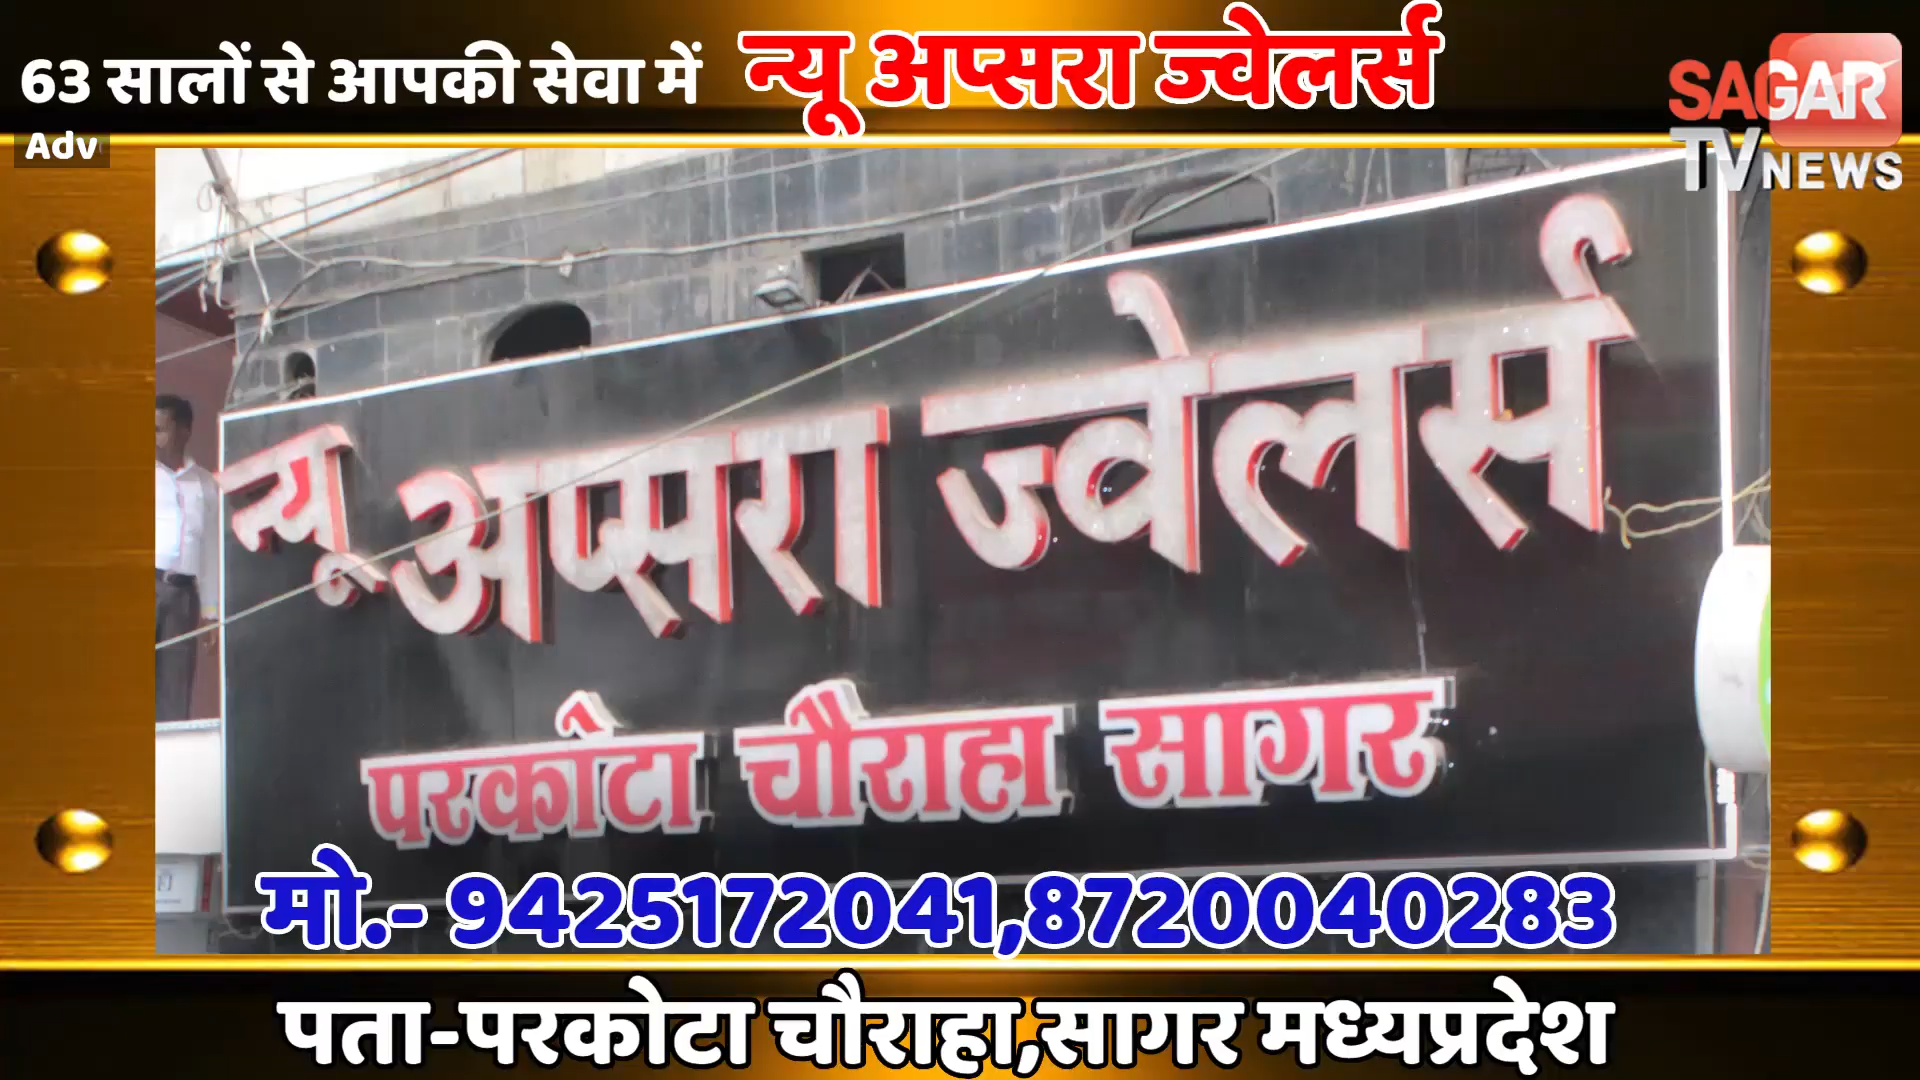 63 सालों से आपकी सेवा में न्यू अप्सरा ज्वेलर्स
SAGAR
TV NEWS
Adv
न्यू अप्सरा ज्वेलर्स
परकोटा चौराहा सागर
मो.- 9425172041,8720040283
पता-परकोटा चौराहा,सागर मध्यप्रदेश